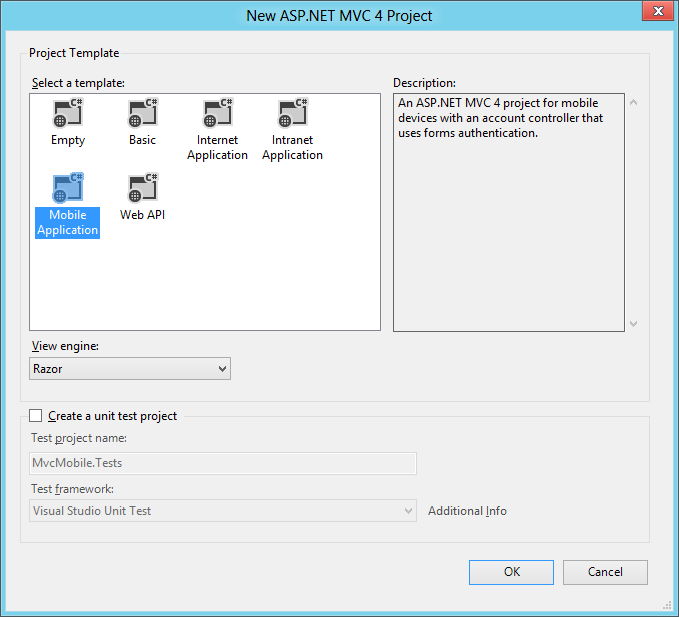 New ASP.NET MVC 4 Project
Project Template
Select a template:
Description:
C# C# C# C#
Empty
Basic
Internet
Application
Intranet
Application
C# C#
Mobile
Application
Web API
An ASP.NET MVC 4 project for mobile
devices with an account controller that
uses forms authentication.
View engine:
Razor
Create a unit test project
Test project name:
MvcMobile.Tests
Test framework:
Visual Studio Unit Test
Additional Info
OK
Cancel